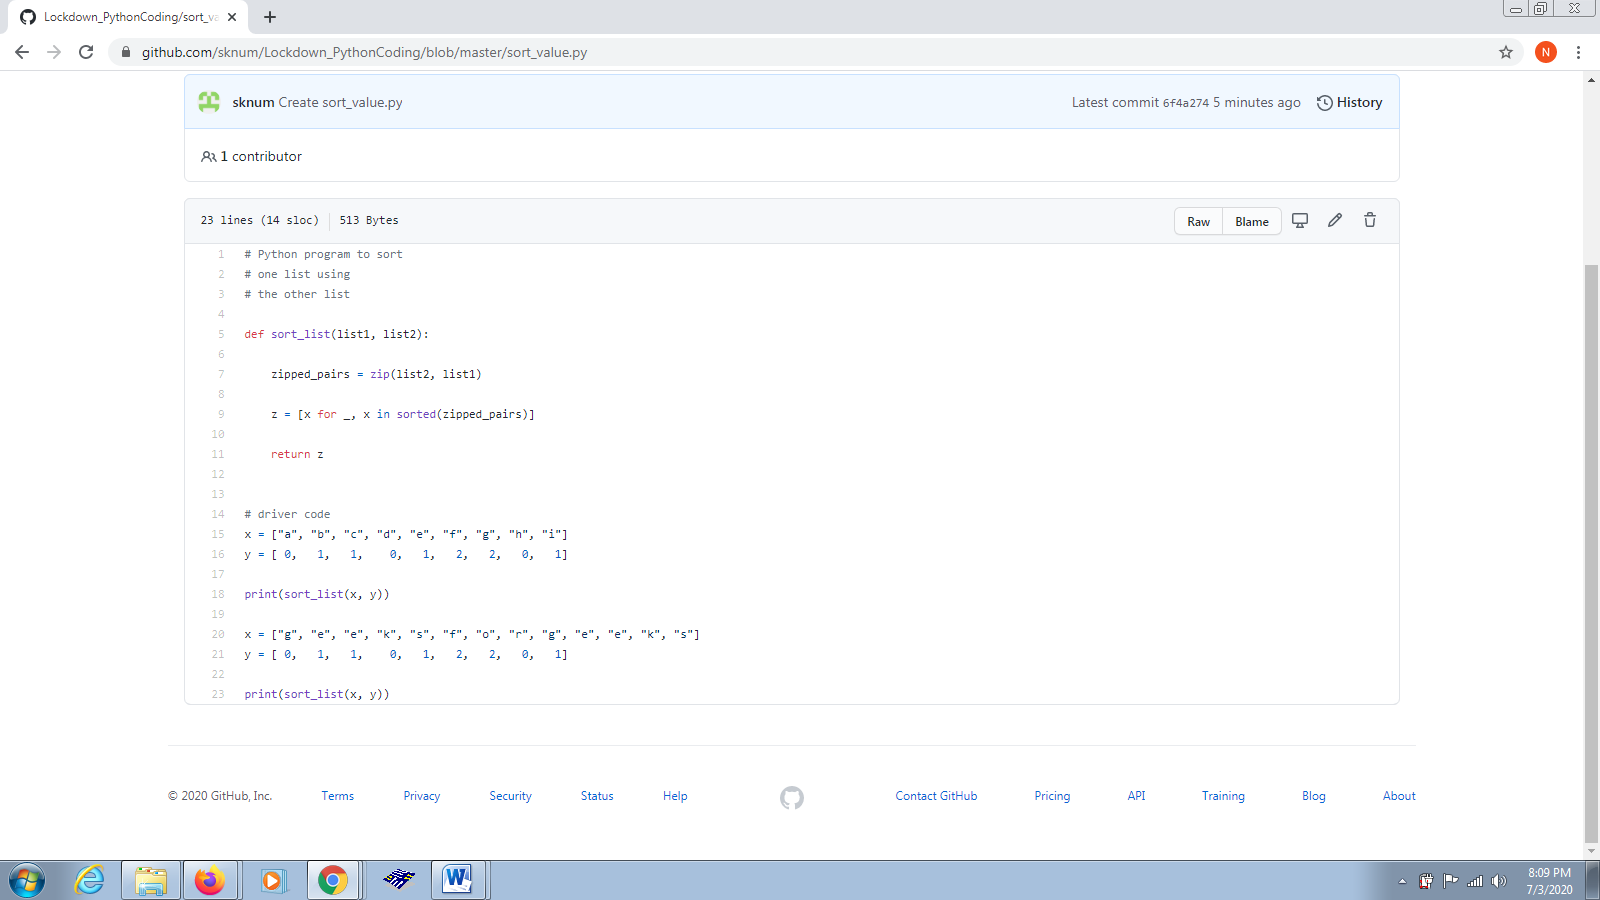 Lockdown_PythonCoding/sort_va
github.com/sknum/Lockdown_PythonCoding/blob/master/sort_value.py
N
sknum Create sort_value.py
Latest commit 6f4a274 5 minutes ago
History
1 contributor
23 lines (14 sloc)
513 Bytes
Raw
Blame
1 # Python program to sort
2 # one list using
3 # the other list
4
5 def sort_list(list1, list2):
6
7     zipped_pairs = zip(list2, list1)
8
9     z = [x for _, x in sorted(zipped_pairs)]
10
11     return z
12
13
14 # driver code
15 x = ["a", "b", "c", "d", "e", "f", "g", "h", "i"]
16 y = [ 0,   1,   1,    0,   1,   2,   2,   0,   1]
17
18 print(sort_list(x, y))
19
20 x = ["g", "e", "e", "k", "s", "f", "o", "r", "g", "e", "e", "k", "s"]
21 y = [ 0,   1,   1,    0,   1,   2,   2,   0,   1]
22
23 print(sort_list(x, y))
© 2020 GitHub, Inc.
Terms
Privacy
Security
Status
Help
Contact GitHub
Pricing
API
Training
Blog
About
W
8:09 PM
7/3/2020